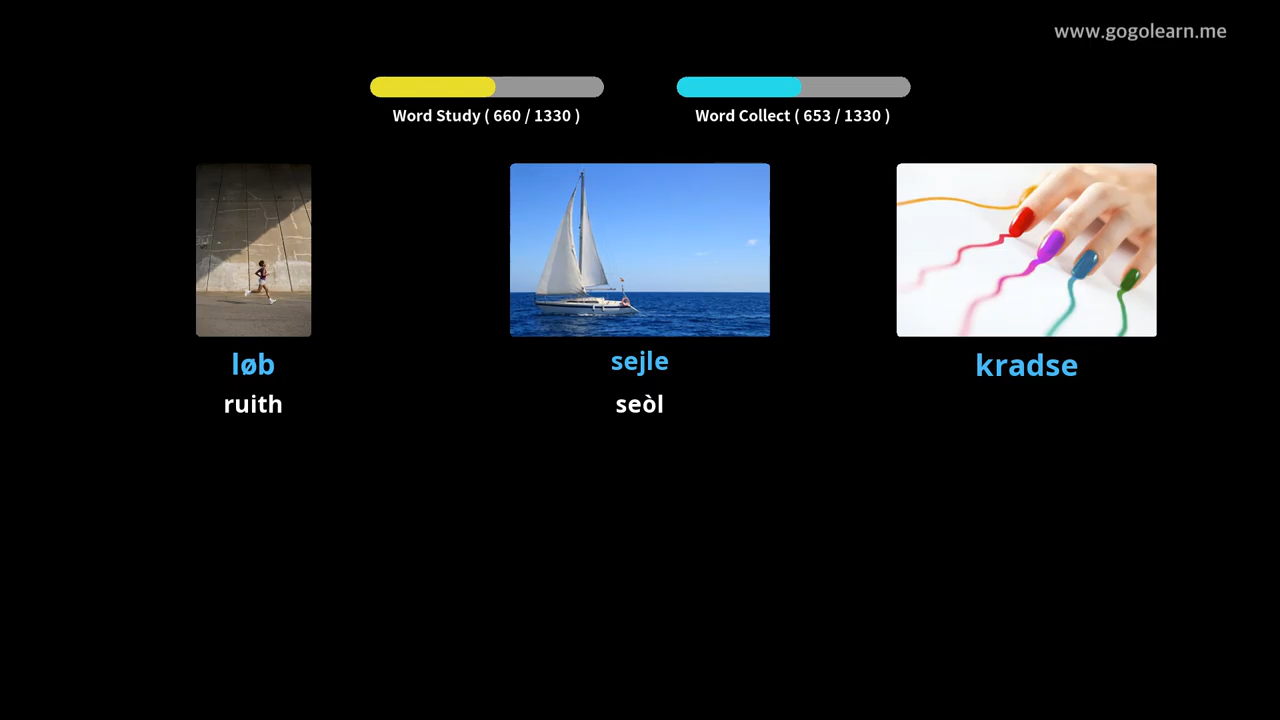 www.gogolearn.me
Word Study ( 660 / 1330 )
Word Collect ( 653 / 1330 )
løb
sejle
kradse
ruith
seòl